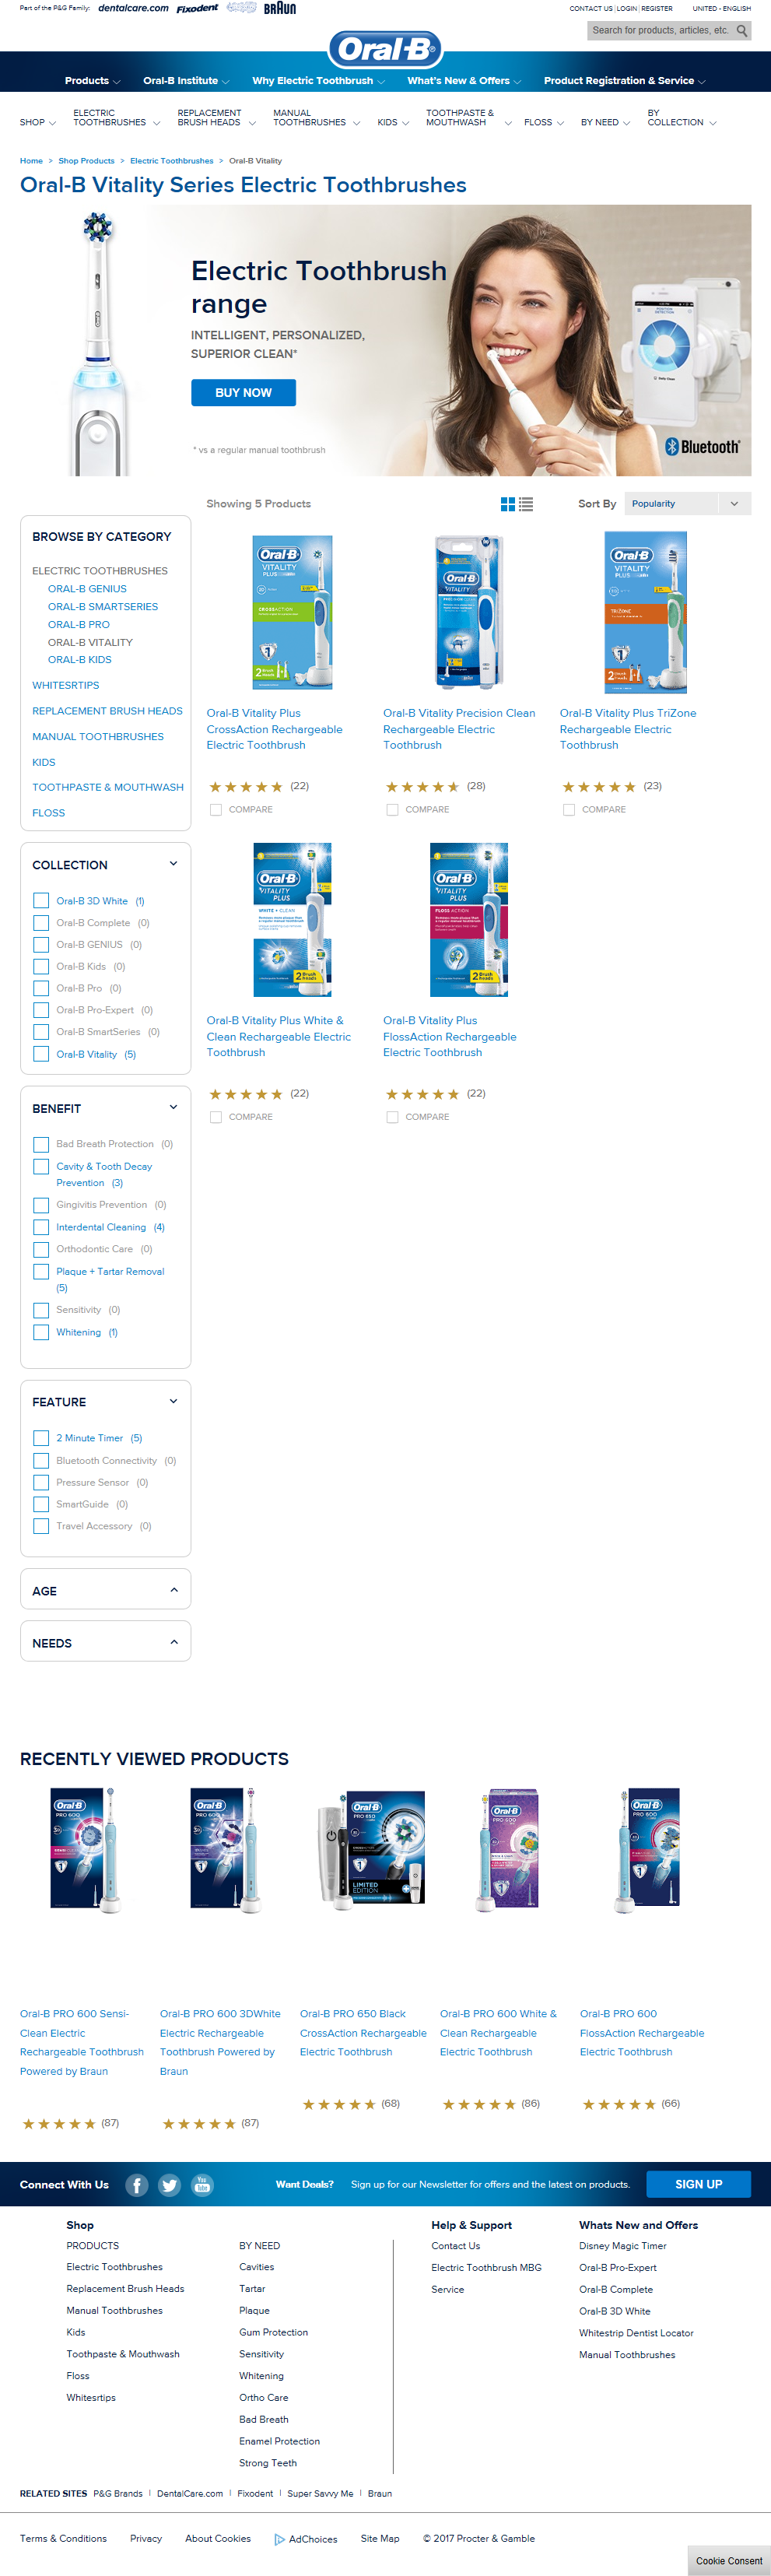 Part of the P&G Family: dentalcare.com Fixodent BRAUN
CONTACT US | LOGIN | REGISTER UNITED - ENGLISH
Search for products, articles, etc.
Oral-B
Products Oral-B Institute Why Electric Toothbrush What's New & Offers Product Registration & Service
SHOP ELECTRIC TOOTHBRUSHES REPLACEMENT BRUSH HEADS MANUAL TOOTHBRUSHES KIDS TOOTHPASTE & MOUTHWASH FLOSS BY NEED BY COLLECTION
Home > Shop Products > Electric Toothbrushes > Oral-B Vitality
Oral-B Vitality Series Electric Toothbrushes
Electric Toothbrush
range
INTELLIGENT, PERSONALIZED,
SUPERIOR CLEAN*
BUY NOW
* vs a regular manual toothbrush
Bluetooth
Showing 5 Products
Sort By Popularity
BROWSE BY CATEGORY
ELECTRIC TOOTHBRUSHES
ORAL-B GENIUS
ORAL-B SMARTSERIES
ORAL-B PRO
ORAL-B VITALITY
ORAL-B KIDS
WHITESRTIPS
REPLACEMENT BRUSH HEADS
MANUAL TOOTHBRUSHES
KIDS
TOOTHPASTE & MOUTHWASH
FLOSS
COLLECTION
Oral-B 3D White (1)
Oral-B Complete (0)
Oral-B GENIUS (0)
Oral-B Kids (0)
Oral-B Pro (0)
Oral-B Pro-Expert (0)
Oral-B SmartSeries (0)
Oral-B Vitality (5)
BENEFIT
Bad Breath Protection (0)
Cavity & Tooth Decay
Prevention (3)
Gingivitis Prevention (0)
Interdental Cleaning (4)
Orthodontic Care (0)
Plaque + Tartar Removal
(5)
Sensitivity (0)
Whitening (1)
FEATURE
2 Minute Timer (5)
Bluetooth Connectivity (0)
Pressure Sensor (0)
SmartGuide (0)
Travel Accessory (0)
AGE
NEEDS
Oral-B Vitality Plus
CrossAction Rechargeable
Electric Toothbrush
(22)
COMPARE
Oral-B Vitality Precision Clean
Rechargeable Electric
Toothbrush
(28)
COMPARE
Oral-B Vitality Plus TriZone
Rechargeable Electric
Toothbrush
(23)
COMPARE
Oral-B Vitality Plus White &
Clean Rechargeable Electric
Toothbrush
(22)
COMPARE
Oral-B Vitality Plus
FlossAction Rechargeable
Electric Toothbrush
(22)
COMPARE
RECENTLY VIEWED PRODUCTS
Oral-B PRO 600 Sensi-
Clean Electric
Rechargeable Toothbrush
Powered by Braun
(87)
Oral-B PRO 600 3DWhite
Electric Rechargeable
Toothbrush Powered by
Braun
(87)
Oral-B PRO 650 Black
CrossAction Rechargeable
Electric Toothbrush
(68)
Oral-B PRO 600 White &
Clean Rechargeable
Electric Toothbrush
(86)
Oral-B PRO 600
FlossAction Rechargeable
Electric Toothbrush
(66)
Connect With Us
Want Deals? Sign up for our Newsletter for offers and the latest on products. SIGN UP
Shop
PRODUCTS
Electric Toothbrushes
Replacement Brush Heads
Manual Toothbrushes
Kids
Toothpaste & Mouthwash
Floss
Whitesrtips
BY NEED
Cavities
Tartar
Plaque
Gum Protection
Sensitivity
Whitening
Ortho Care
Bad Breath
Enamel Protection
Strong Teeth
Help & Support
Contact Us
Electric Toothbrush MBG
Service
Whats New and Offers
Disney Magic Timer
Oral-B Pro-Expert
Oral-B Complete
Oral-B 3D White
Whitestrip Dentist Locator
Manual Toothbrushes
RELATED SITES P&G Brands | DentalCare.com | Fixodent | Super Savvy Me | Braun
Terms & Conditions Privacy About Cookies AdChoices Site Map © 2017 Procter & Gamble
Cookie Consent